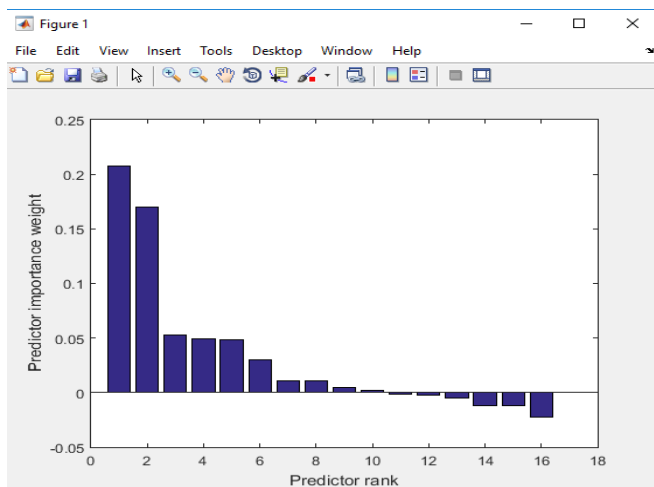 Figure 1
File Edit View Insert Tools Desktop Window Help
0.25
0.2
0.15
0.1
0.05
0
-0.05
Predictor importance weight
0 2 4 6 8 10 12 14 16 18
Predictor rank